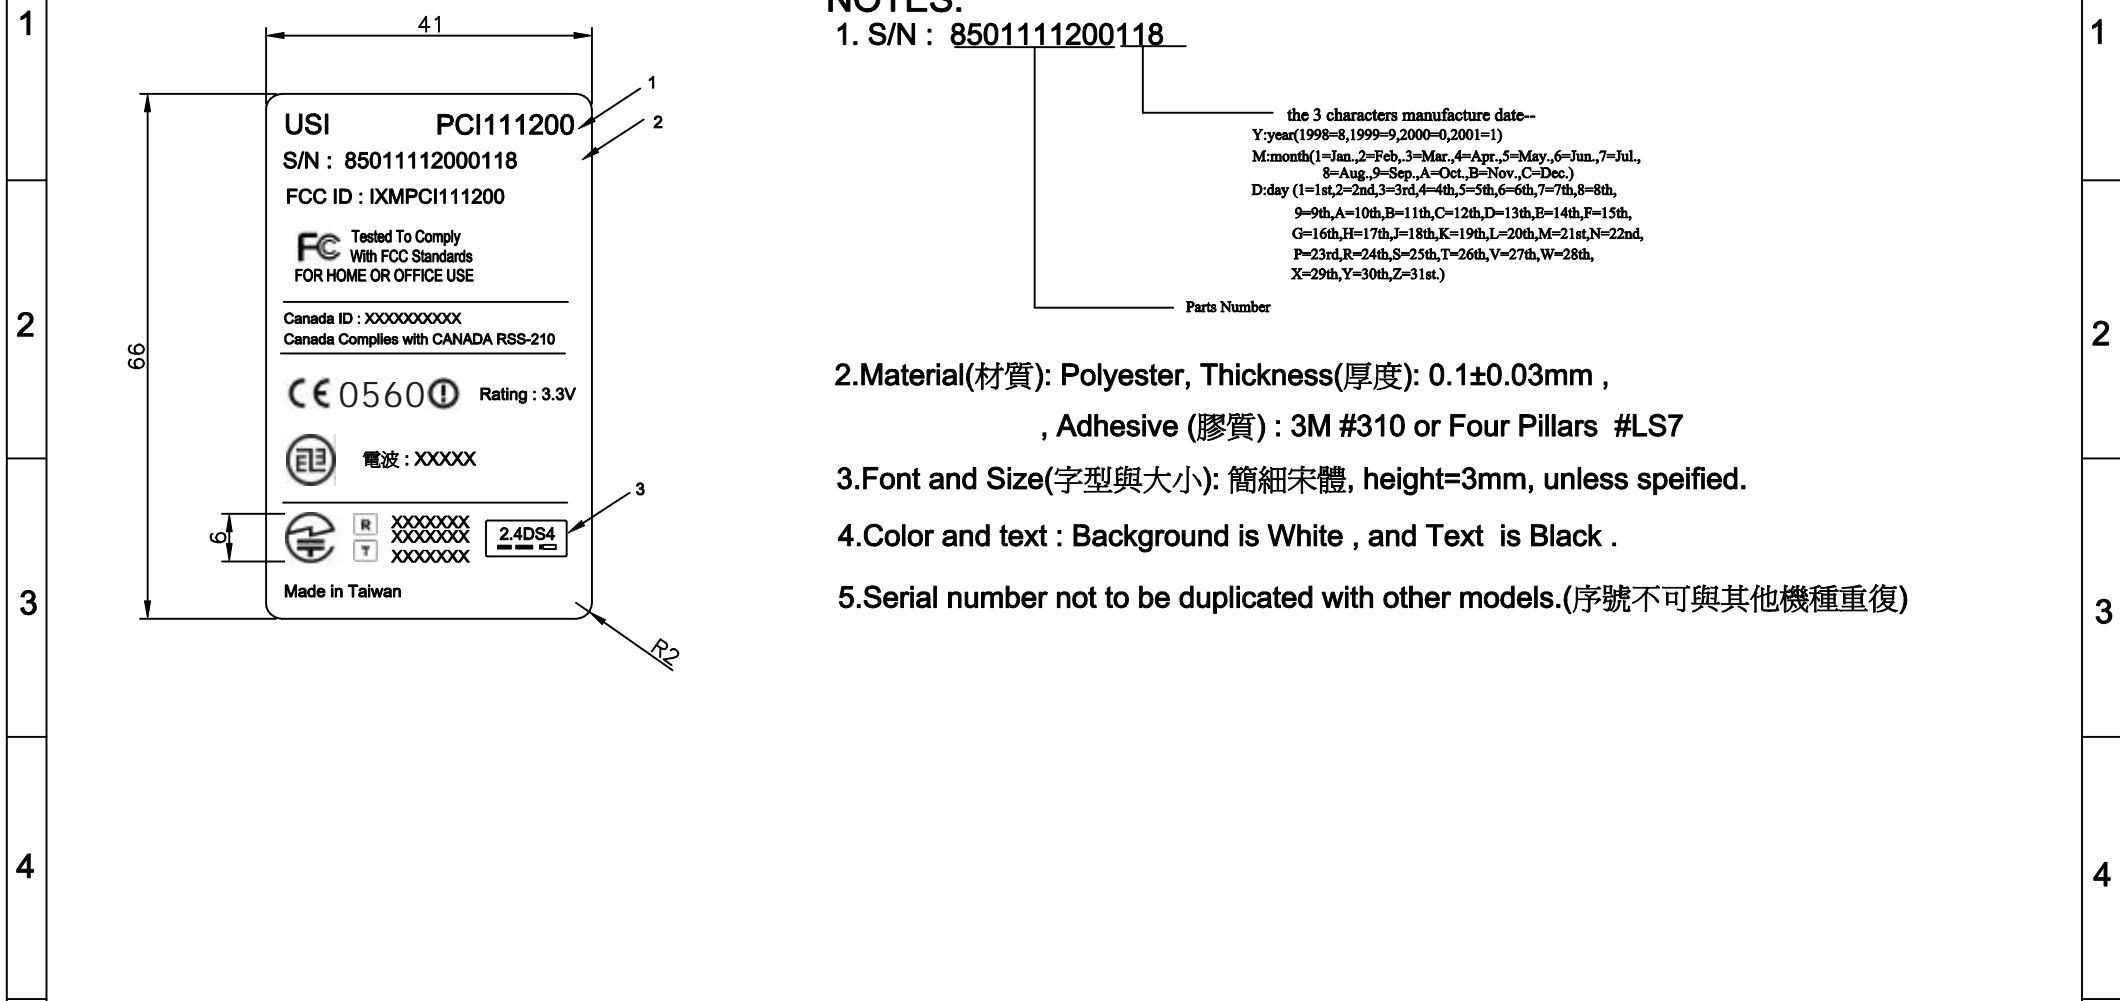 1
41
NOTES:
1. S/N : 8501111200118
1
1
USI PCI111200
2
S/N : 85011112000118
FCC ID : IXMPCI111200
FC Tested To Comply
With FCC Standards
FOR HOME OR OFFICE USE
Canada ID : XXXXXXXXXX
Canada Complies with CANADA RSS-210
CE0560 Rating : 3.3V
電波 : XXXXX
3
R XXXXXXX
XXXXXXX
T XXXXXXX
2.4DS4
Made in Taiwan
66
6
R2
the 3 characters manufacture date--
Y:year(1998=8,1999=9,2000=0,2001=1)
M:month(1=Jan.,2=Feb,.3=Mar.,4=Apr.,5=May.,6=Jun.,7=Jul.,
8=Aug.,9=Sep.,A=Oct.,B=Nov.,C=Dec.)
D:day (1=1st,2=2nd,3=3rd,4=4th,5=5th,6=6th,7=7th,8=8th,
9=9th,A=10th,B=11th,C=12th,D=13th,E=14th,F=15th,
G=16th,H=17th,J=18th,K=19th,L=20th,M=21st,N=22nd,
P=23rd,R=24th,S=25th,T=26th,V=27th,W=28th,
X=29th,Y=30th,Z=31st.)
Parts Number
2.Material(材質): Polyester, Thickness(厚度): 0.1±0.03mm ,
, Adhesive (膠質) : 3M #310 or Four Pillars #LS7
3.Font and Size(字型與大小): 簡細宋體, height=3mm, unless speified.
4.Color and text : Background is White , and Text is Black .
5.Serial number not to be duplicated with other models.(序號不可與其他機種重復)
2
2
3
3
4
4